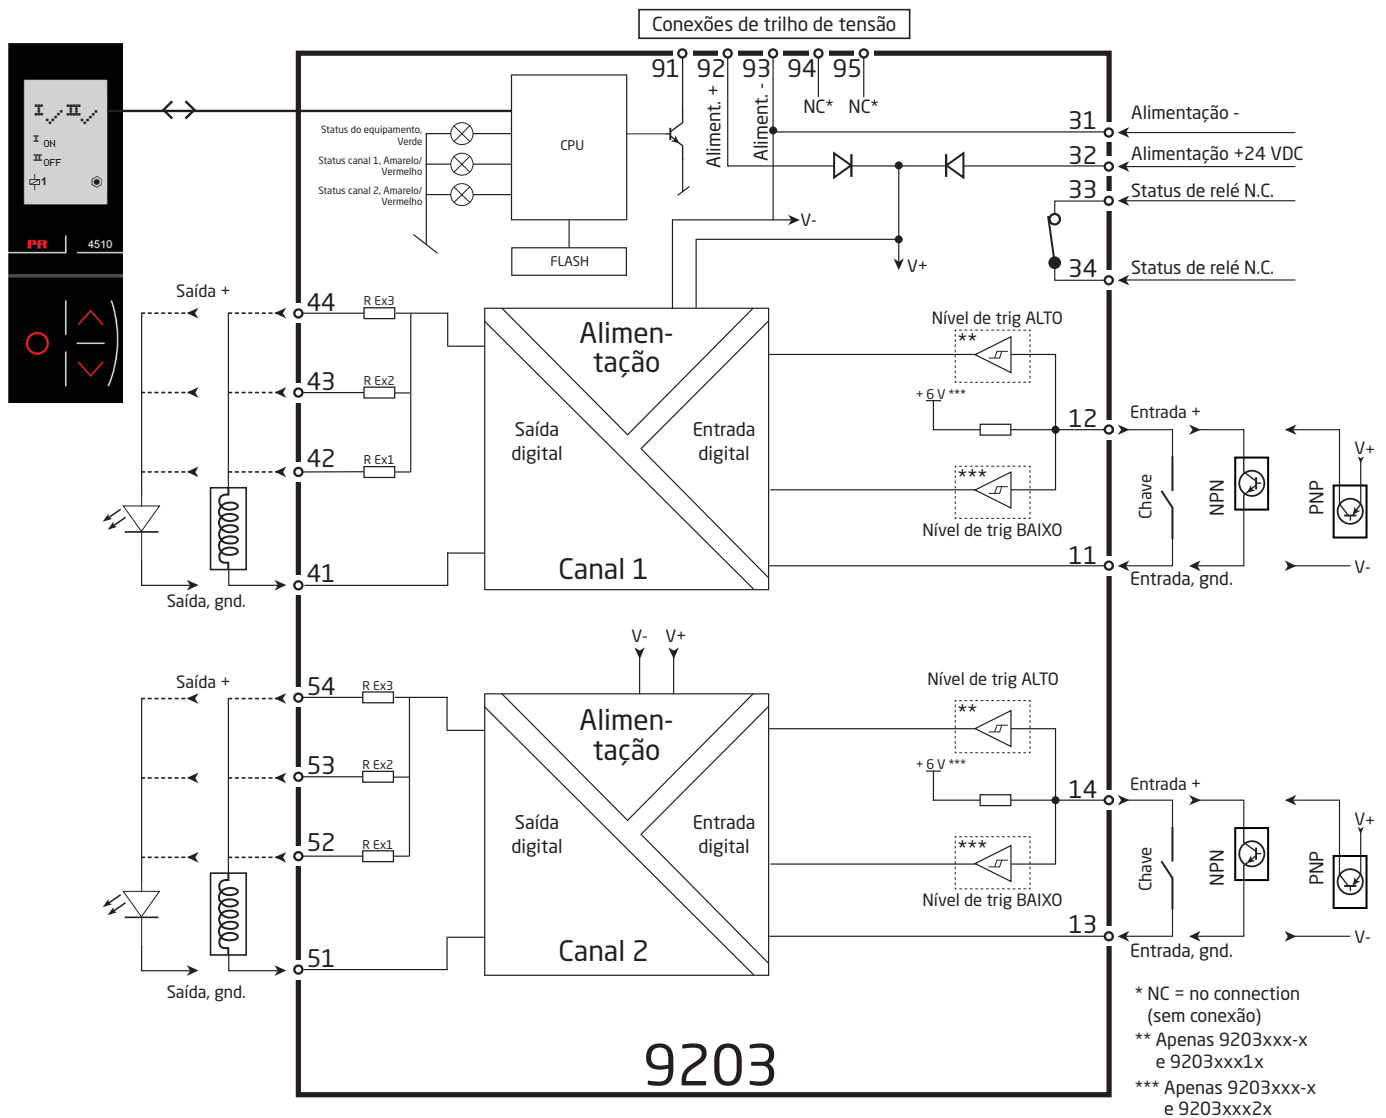 Conexões de trilho de tensão
91 92 93 94 95
Aliment. +
Aliment. -
NC* NC*
I II
I ON
II OFF
1
PR 4510
Status do equipamento,
Verde
Status canal 1, Amarelo/
Vermelho
Status canal 2, Amarelo/
Vermelho
CPU
FLASH
V-
V+
31 Alimentação -
32 Alimentação +24 VDC
33 Status de relé N.C.
34 Status de relé N.C.
Saída +
44 R Ex3
43 R Ex2
42 R Ex1
41
Saída, gnd.
Alimen-
tação
Saída
digital
Entrada
digital
Canal 1
Nível de trig ALTO
**
+ 6 V ***
***
Nível de trig BAIXO
12 Entrada +
11
Entrada, gnd.
Chave
NPN
PNP
V+
V-
V- V+
Saída +
54 R Ex3
53 R Ex2
52 R Ex1
51
Saída, gnd.
Alimen-
tação
Saída
digital
Entrada
digital
Canal 2
Nível de trig ALTO
**
+ 6 V ***
***
Nível de trig BAIXO
14 Entrada +
13
Entrada, gnd.
Chave
NPN
PNP
V+
V-
9203
* NC = no connection
(sem conexão)
** Apenas 9203xxx-x
e 9203xxx1x
*** Apenas 9203xxx-x
e 9203xxx2x